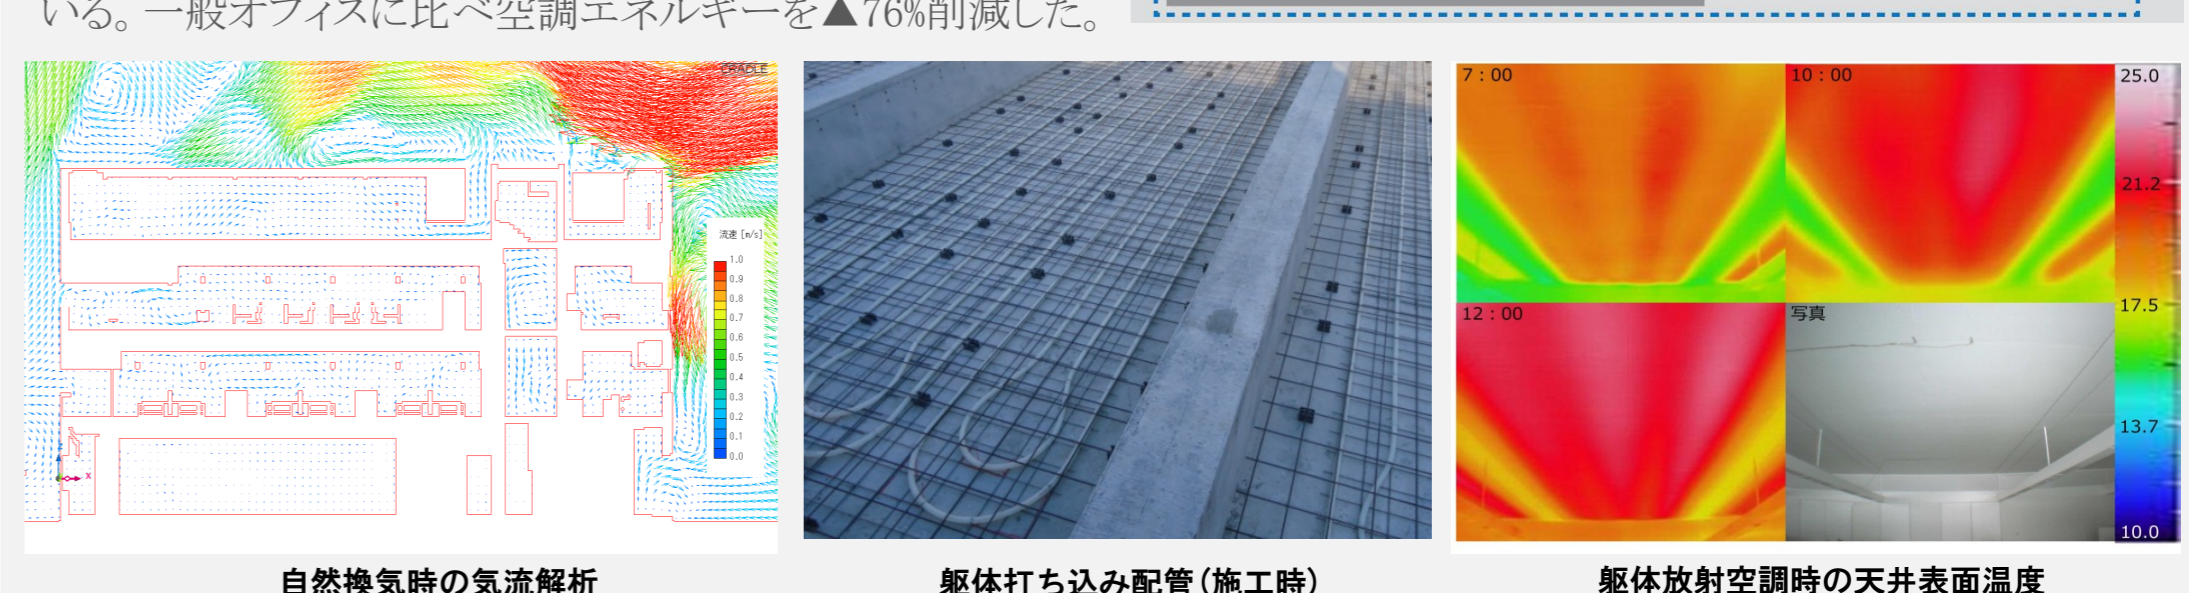 いる。一般オフィスに比べ空調エネルギーを▲76%削減した。
CRADLE
流速 [m/s]
1.0
0.9
0.8
0.7
0.6
0.5
0.4
0.3
0.2
0.1
0.0
X
自然換気時の気流解析
躯体打ち込み配管(施工時)
7：00
10：00
12：00
写真
25.0
21.2
17.5
13.7
10.0
躯体放射空調時の天井表面温度